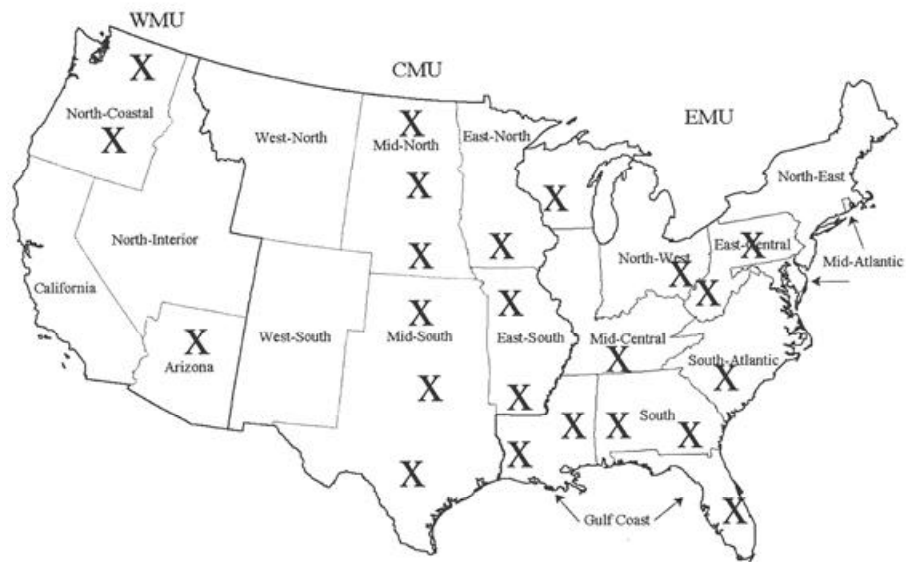 WMU
CMU
EMU
X
North-Coastal
X
North-Interior
California
X
Arizona
West-North
West-South
X
Mid-North
X
X
X
Mid-South
X
X
East-North
X
X
East-South
X
X
North-West
X
X
East-Central
X
North-East
Mid-Atlantic
Mid-Central
X
South-Atlantic
X
X
X
X
South
X
Gulf Coast
X